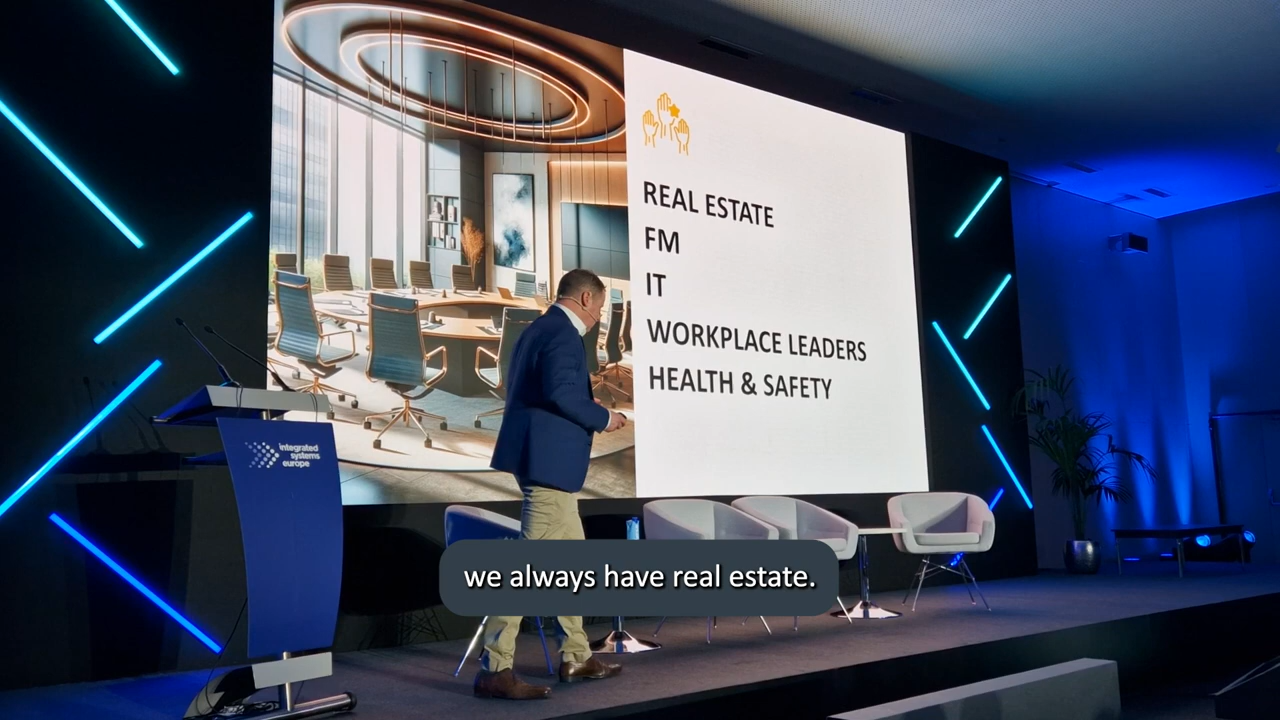 REAL ESTATE
FM
IT
WORKPLACE LEADERS
HEALTH & SAFETY
integrated
systems
europe
we always have real estate.